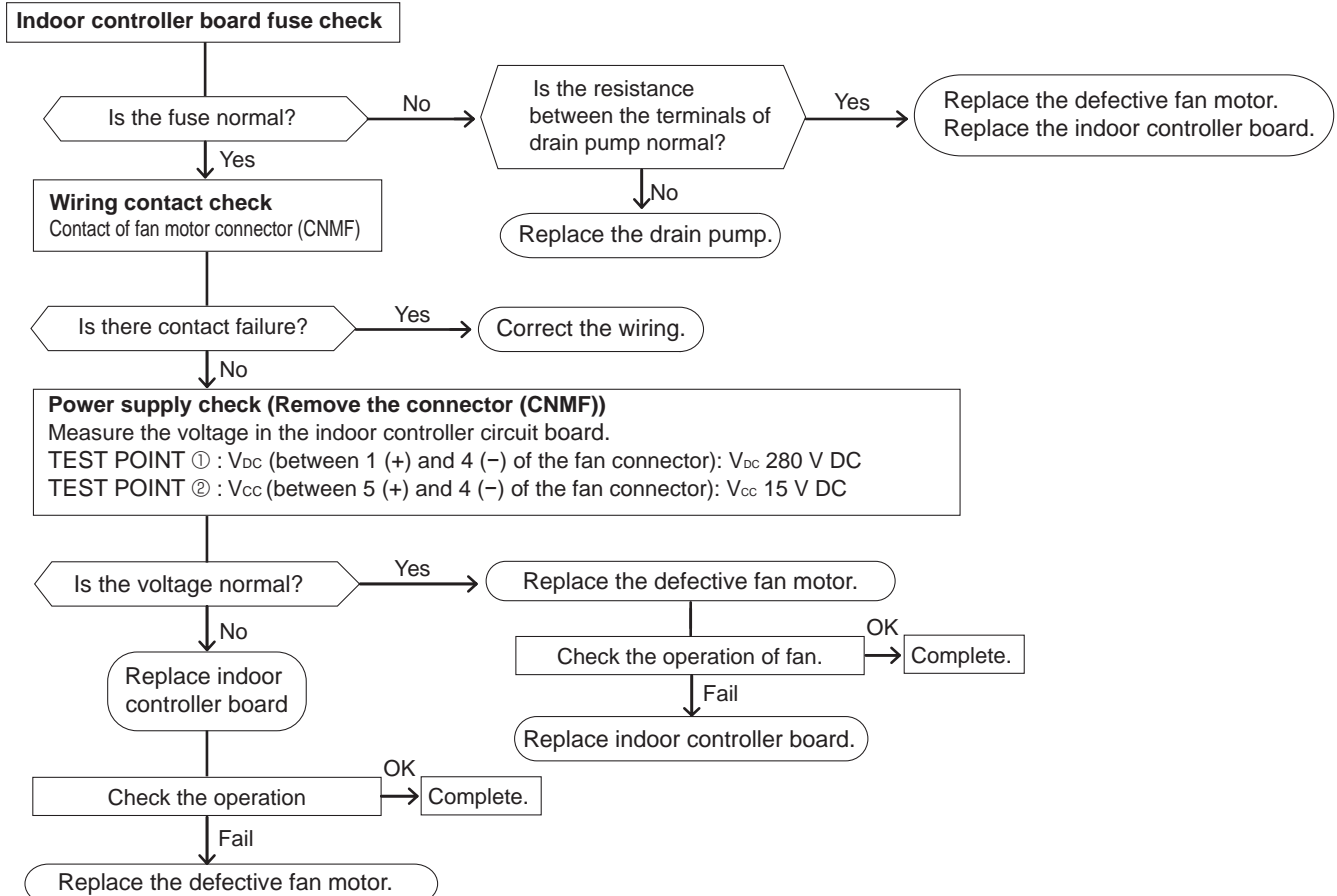 Indoor controller board fuse check
Is the fuse normal?
No
Is the resistance
between the terminals of
drain pump normal?
Yes
Replace the defective fan motor.
Replace the indoor controller board.
Yes
No
Replace the drain pump.
Wiring contact check
Contact of fan motor connector (CNMF)
Is there contact failure?
Yes
Correct the wiring.
No
Power supply check (Remove the connector (CNMF))
Measure the voltage in the indoor controller circuit board.
TEST POINT ① : VDC (between 1 (+) and 4 (−) of the fan connector): VDC 280 V DC
TEST POINT ② : VCC (between 5 (+) and 4 (−) of the fan connector): VCC 15 V DC
Is the voltage normal?
Yes
Replace the defective fan motor.
No
Check the operation of fan.
OK
Complete.
Fail
Replace indoor controller board.
Replace indoor
controller board
Check the operation
OK
Complete.
Fail
Replace the defective fan motor.